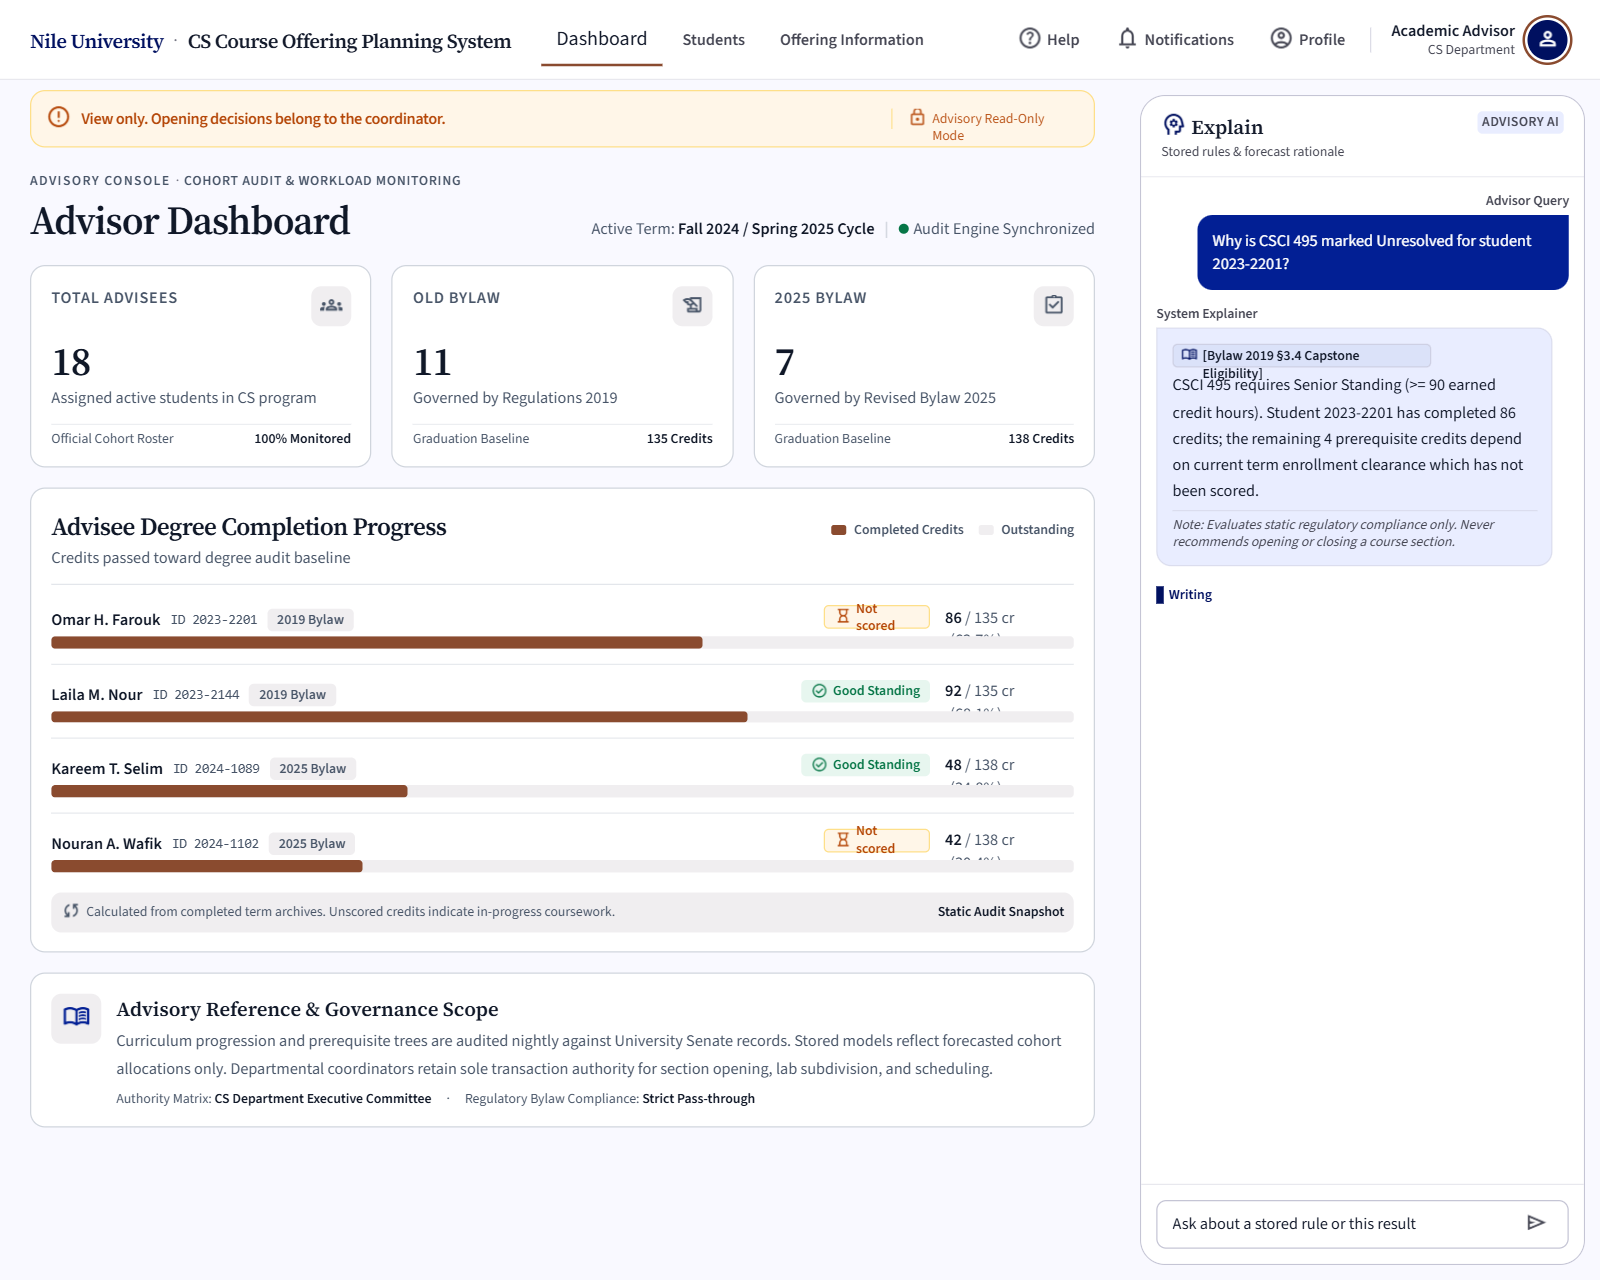 Nile University · CS Course Offering Planning System
Dashboard
Students
Offering Information
Help
Notifications
Profile
Academic Advisor
CS Department
View only. Opening decisions belong to the coordinator.
Advisory Read-Only
Mode
ADVISORY CONSOLE · COHORT AUDIT & WORKLOAD MONITORING
Advisor Dashboard
Active Term: Fall 2024 / Spring 2025 Cycle
Audit Engine Synchronized
TOTAL ADVISEES
18
Assigned active students in CS program
Official Cohort Roster
100% Monitored
OLD BYLAW
11
Governed by Regulations 2019
Graduation Baseline
135 Credits
2025 BYLAW
7
Governed by Revised Bylaw 2025
Graduation Baseline
138 Credits
Advisee Degree Completion Progress
Credits passed toward degree audit baseline
Completed Credits
Outstanding
Omar H. Farouk ID 2023-2201 2019 Bylaw
Not
scored
86 / 135 cr
Laila M. Nour ID 2023-2144 2019 Bylaw
Good Standing
92 / 135 cr
Kareem T. Selim ID 2024-1089 2025 Bylaw
Good Standing
48 / 138 cr
Nouran A. Wafik ID 2024-1102 2025 Bylaw
Not
scored
42 / 138 cr
Calculated from completed term archives. Unscored credits indicate in-progress coursework.
Static Audit Snapshot
Advisory Reference & Governance Scope
Curriculum progression and prerequisite trees are audited nightly against University Senate records. Stored models reflect forecasted cohort
allocations only. Departmental coordinators retain sole transaction authority for section opening, lab subdivision, and scheduling.
Authority Matrix: CS Department Executive Committee · Regulatory Bylaw Compliance: Strict Pass-through
Explain
ADVISORY AI
Stored rules & forecast rationale
Advisor Query
Why is CSCI 495 marked Unresolved for student
2023-2201?
System Explainer
[Bylaw 2019 §3.4 Capstone
Eligibility]
CSCI 495 requires Senior Standing (>= 90 earned
credit hours). Student 2023-2201 has completed 86
credits; the remaining 4 prerequisite credits depend
on current term enrollment clearance which has not
been scored.
Note: Evaluates static regulatory compliance only. Never
recommends opening or closing a course section.
Writing
Ask about a stored rule or this result